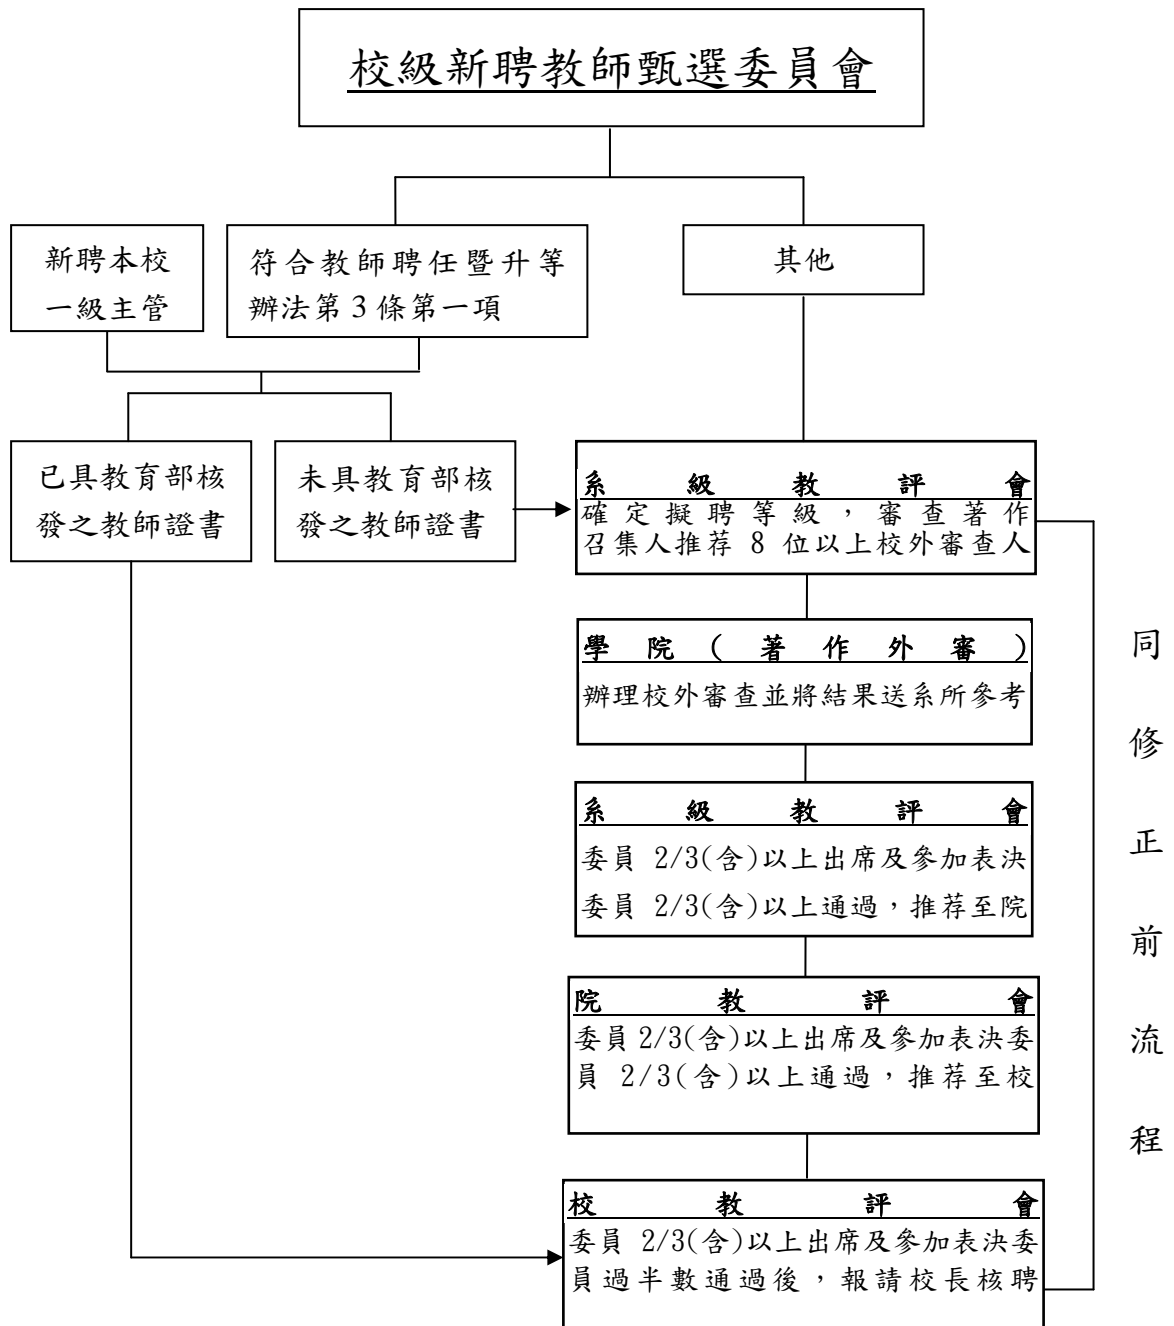 校級新聘教師甄選委員會
新聘本校
一級主管
符合教師聘任暨升等
辦法第3條第一項
其他
已具教育部核
發之教師證書
未具教育部核
發之教師證書
系級教評會
確定擬聘等級，審查著作
召集人推荐 8 位以上校外審查人
學院(著作外審)
辦理校外審查並將結果送系所參考
系級教評會
委員 2/3(含)以上出席及參加表決
委員 2/3(含)以上通過，推荐至院
院教評會
委員 2/3(含)以上出席及參加表決委
員 2/3(含)以上通過，推荐至校
校教評會
委員 2/3(含)以上出席及參加表決委
員過半數通過後，報請校長核聘
同
修
正
前
流
程